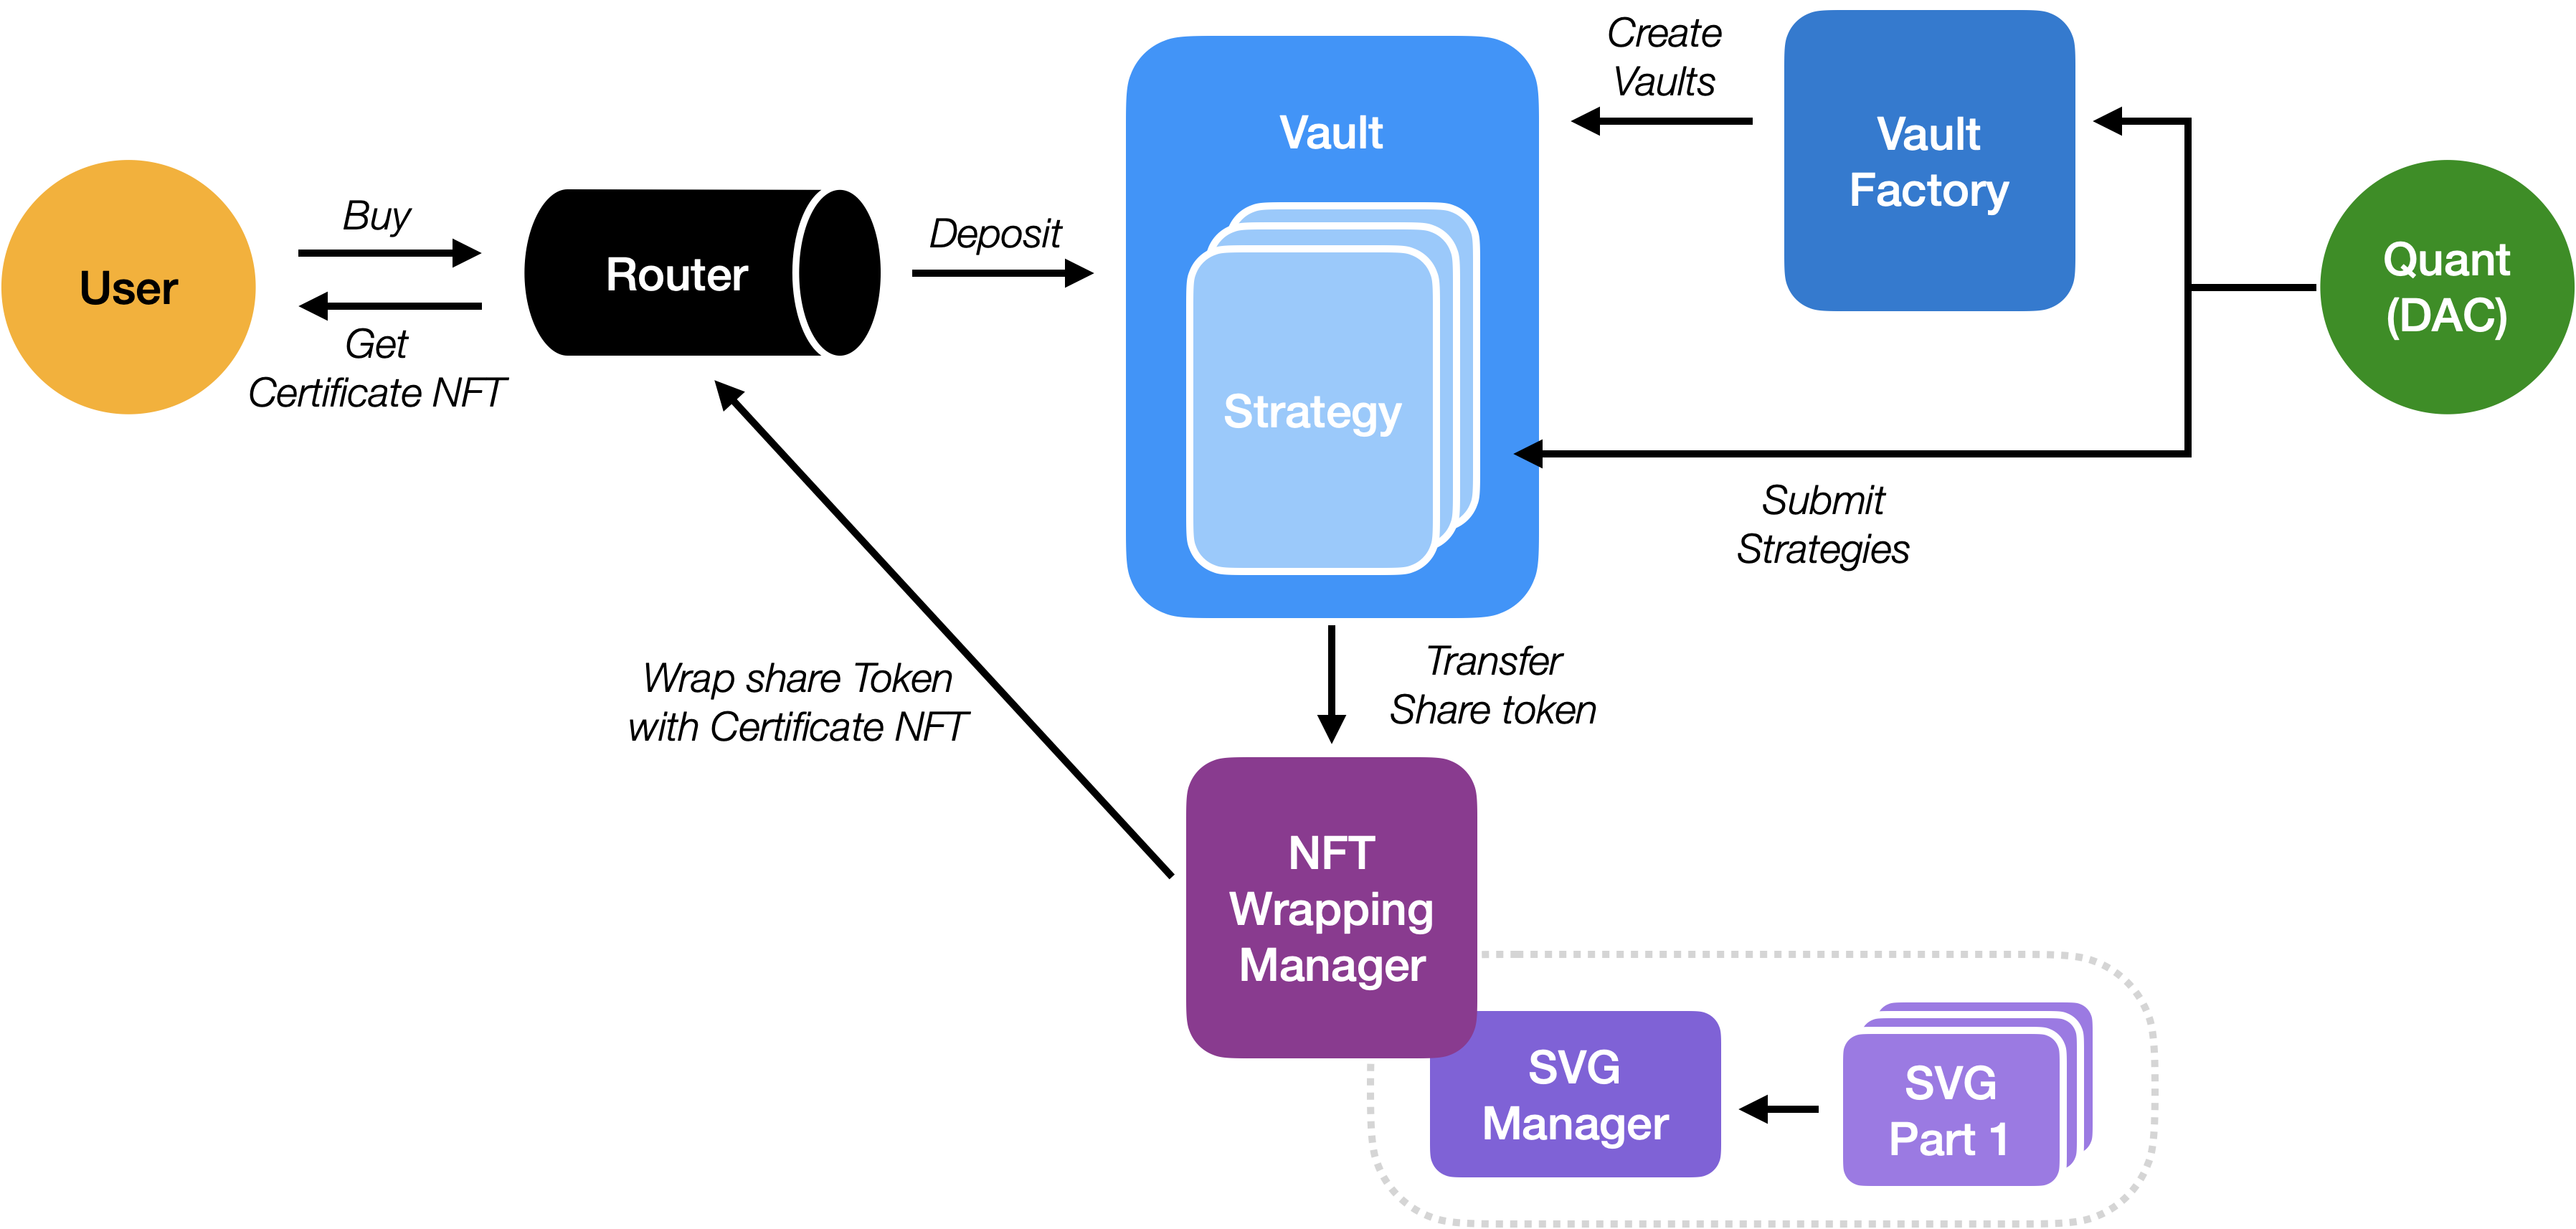 User
Buy
Get
Certificate NFT
Router
Deposit
Vault
Strategy
Create
Vaults
Vault
Factory
Quant
(DAC)
Submit
Strategies
Transfer
Share token
Wrap share Token
with Certificate NFT
NFT
Wrapping
Manager
SVG
Manager
SVG
Part 1